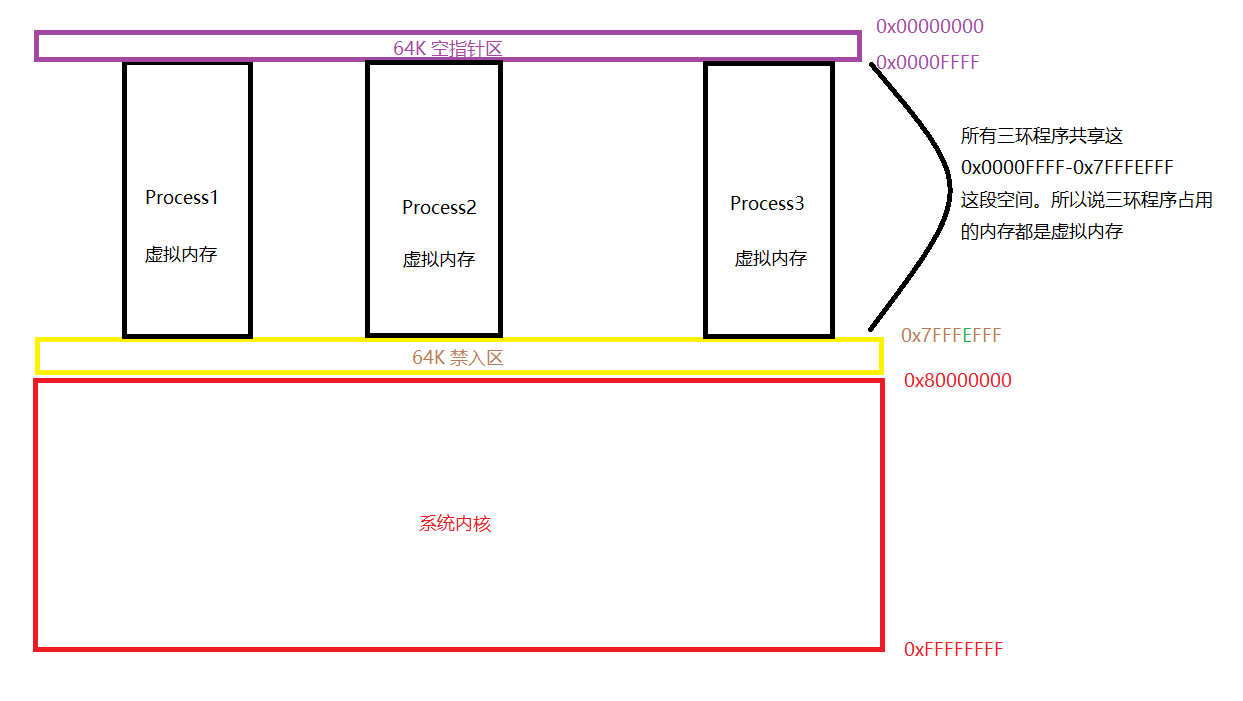 0x00000000
64K 空指针区
0x0000FFFF
所有三环程序共享这
0x0000FFFF-0x7FFFEFFF
这段空间。所以说三环程序占用
的内存都是虚拟内存
Process1
虚拟内存
Process2
虚拟内存
Process3
虚拟内存
0x7FFFEFFF
64K 禁入区
0x80000000
系统内核
0xFFFFFFFF